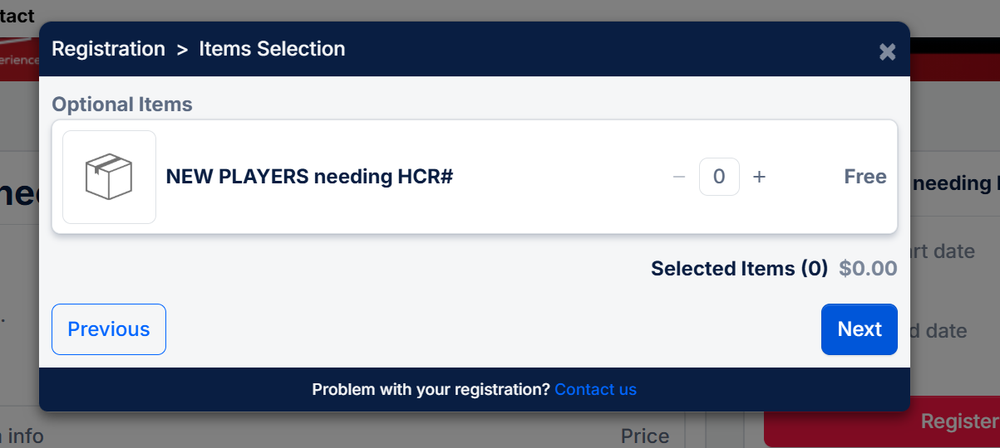 tact
erience
Registration > Items Selection
×
Optional Items
NEW PLAYERS needing HCR#
− 0 +
Free
needing
rt date
Selected Items (0) $0.00
Previous
Next
d date
Problem with your registration? Contact us
Register
info
Price